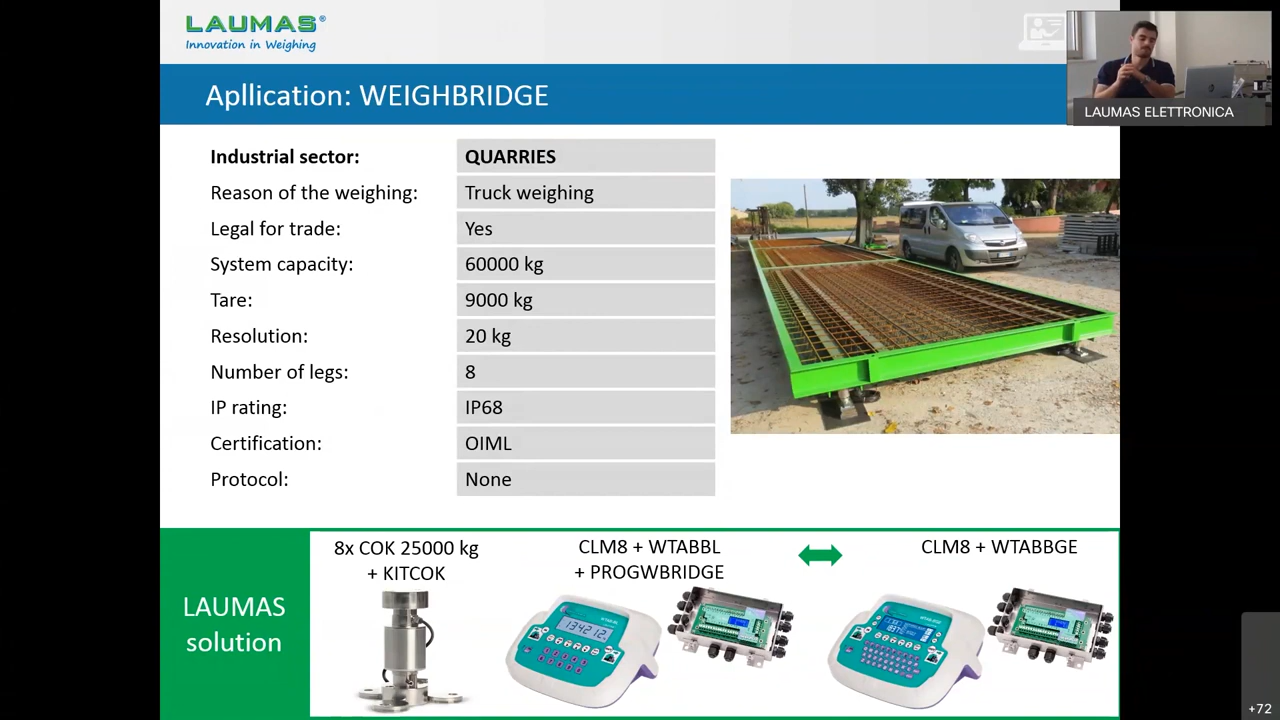 LAUMAS®
Innovation in Weighing
Apllication: WEIGHBRIDGE
LAUMAS ELETTRONICA
Industrial sector: QUARRIES
Reason of the weighing: Truck weighing
Legal for trade: Yes
System capacity: 60000 kg
Tare: 9000 kg
Resolution: 20 kg
Number of legs: 8
IP rating: IP68
Certification: OIML
Protocol: None
LAUMAS
solution
8x COK 25000 kg
+ KITCOK
CLM8 + WTABBL
+ PROGWBRIDGE
CLM8 + WTABBGE
+72